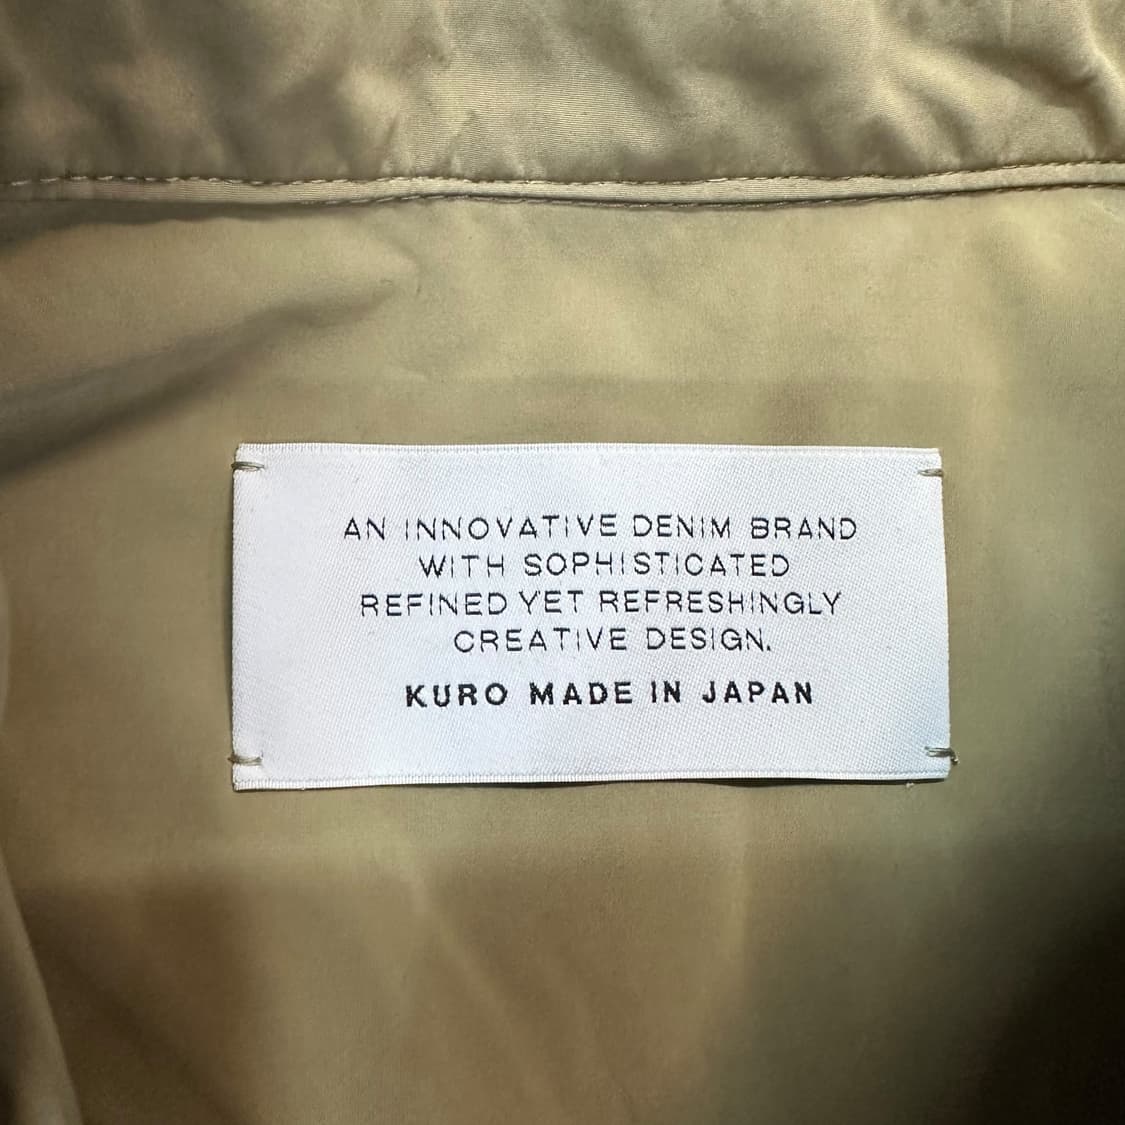 AN INNOVATIVE DENIM BRAND
WITH SOPHISTICATED
REFINED YET REFRESHINGLY
CREATIVE DESIGN.
KURO MADE IN JAPAN